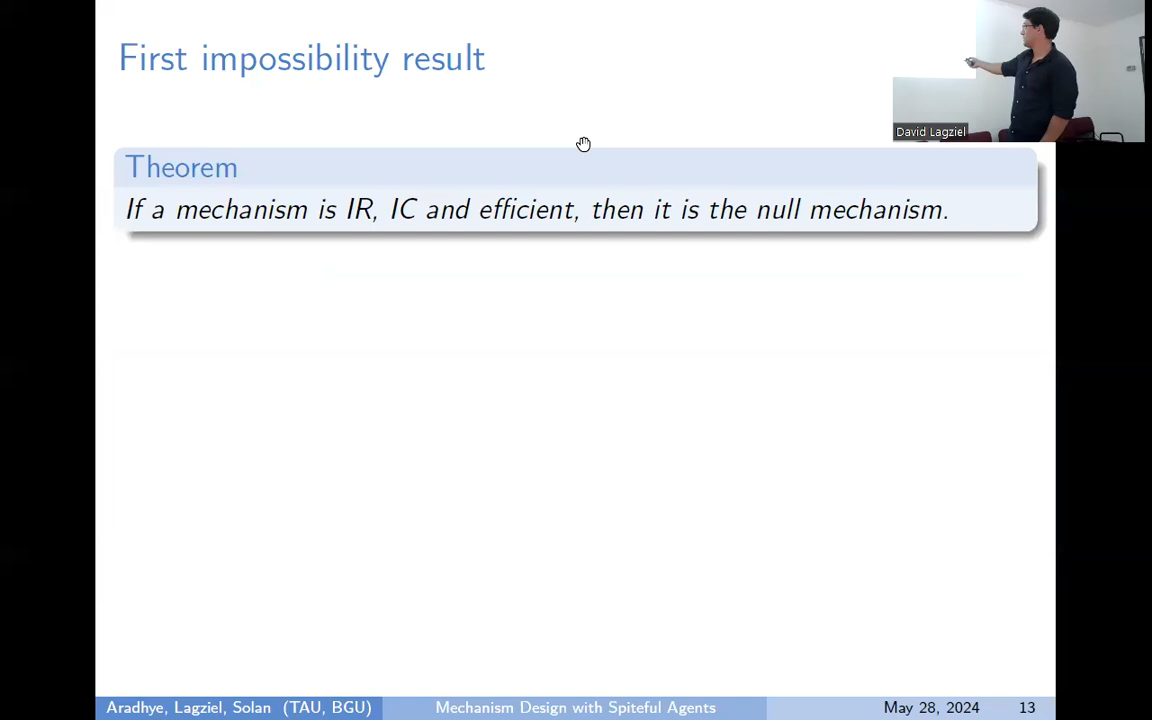 First impossibility result
David Lagziel
Theorem
If a mechanism is IR, IC and efficient, then it is the null mechanism.
Aradhye, Lagziel, Solan (TAU, BGU) Mechanism Design with Spiteful Agents May 28, 2024 13